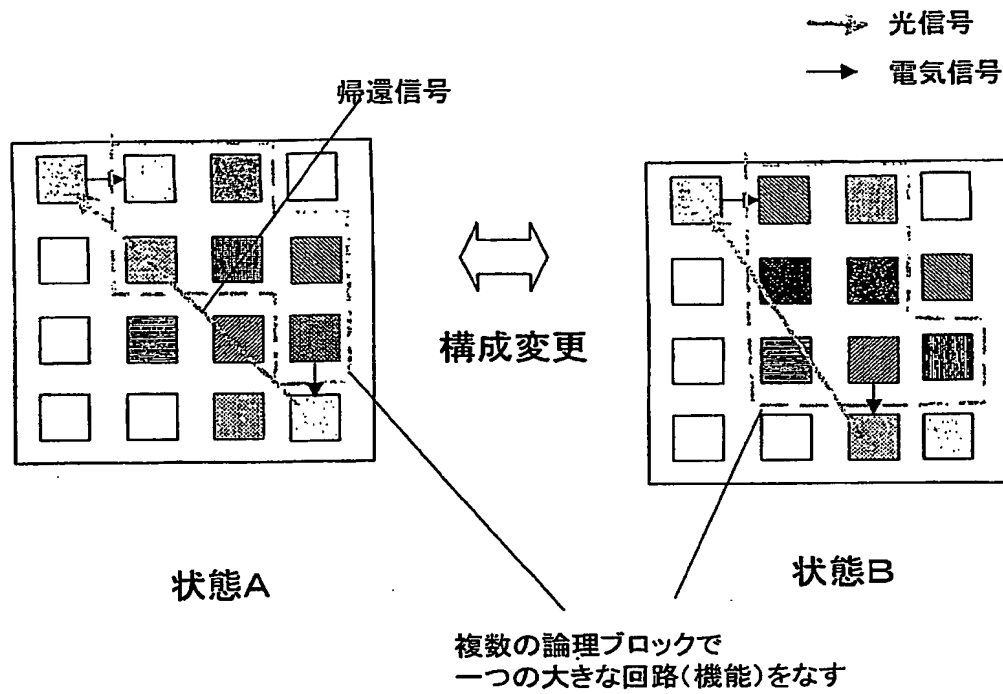 光信号
電気信号
帰還信号
構成変更
状態A
状態B
複数の論理ブロックで
一つの大きな回路(機能)をなす